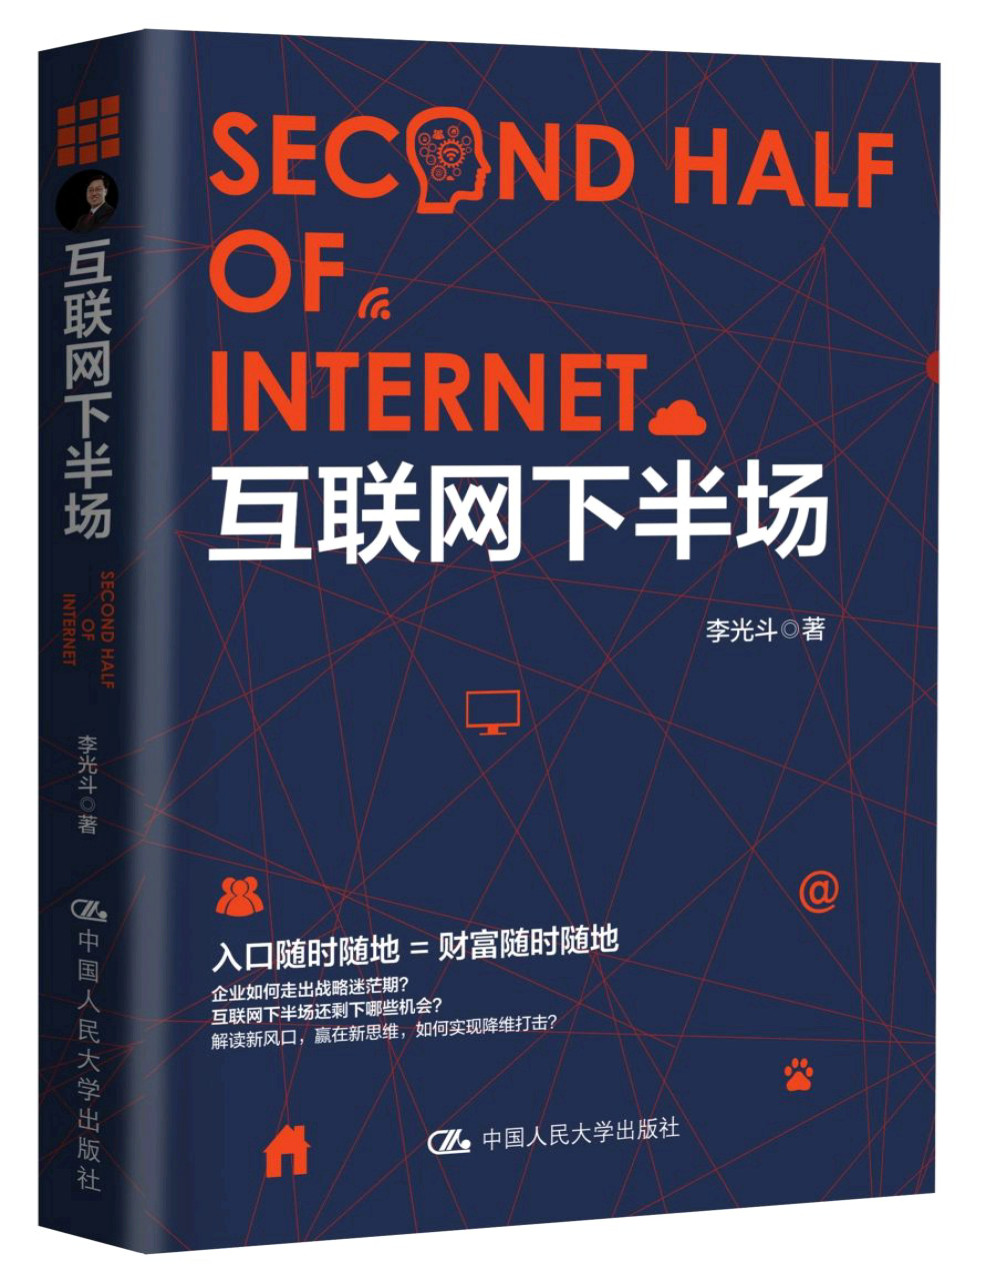 SECOND HALF
OF
INTERNET
互联网下半场
李光斗◎著
@
入口随时随地 = 财富随时随地
企业如何走出战略迷茫期?
互联网下半场还剩下哪些机会?
解读新风口，赢在新思维，如何实现降维打击?
中国人民大学出版社
互联网下半场
SECOND HALF
OF
INTERNET
李光斗◎著
中国人民大学出版社